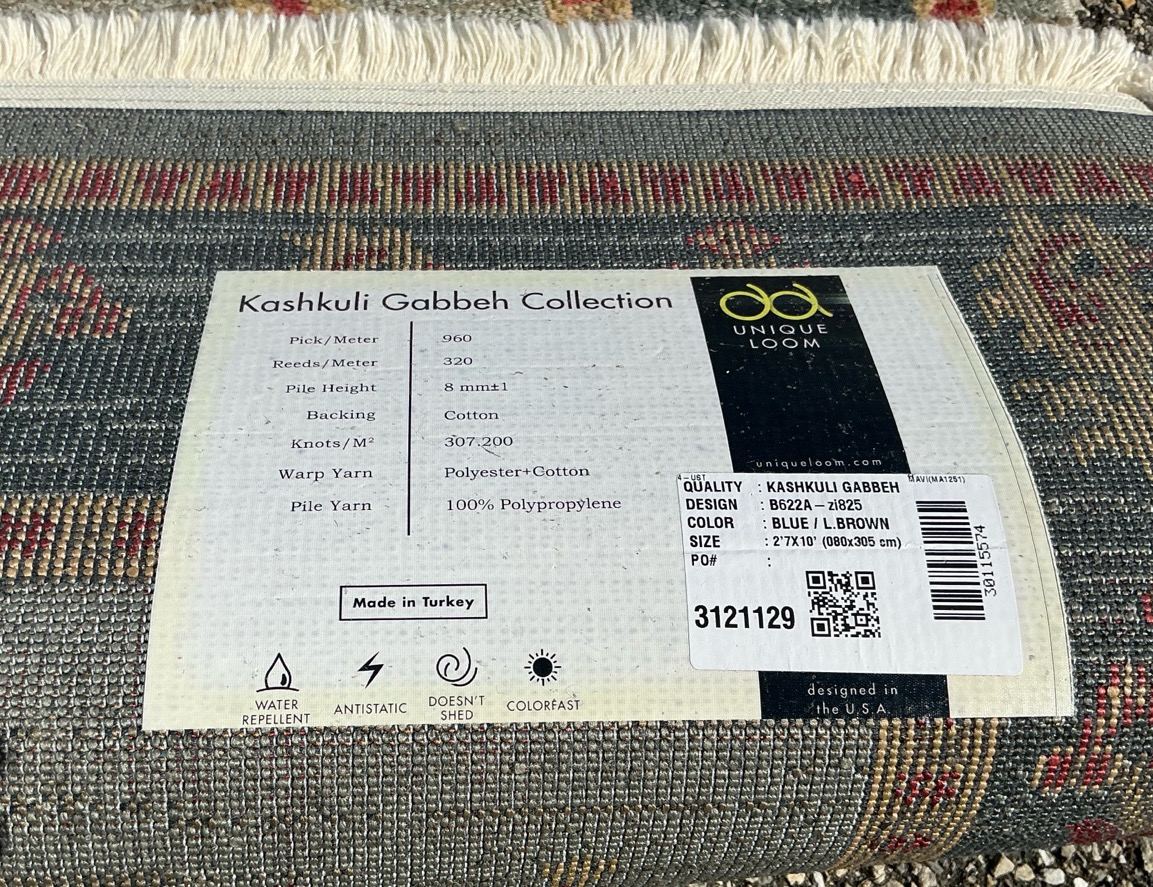 Kashkuli Gabbeh Collection
Pick/Meter 960
Reeds/Meter 320
Pile Height 8 mm±1
Backing Cotton
Knots/M² 307.200
Warp Yarn Polyester+Cotton
Pile Yarn 100% Polypropylene
Made in Turkey
WATER
REPELLENT
ANTISTATIC
DOESN'T
SHED
COLORFAST
UNIQUE
LOOM
uniqueloom.com
4-UST
MAVI(MA1251)
QUALITY : KASHKULI GABBEH
DESIGN : B622A-zi825
COLOR : BLUE / L.BROWN
SIZE : 2'7X10' (080x305 cm)
PO# :
3121129
30115574
designed in
the U.S.A